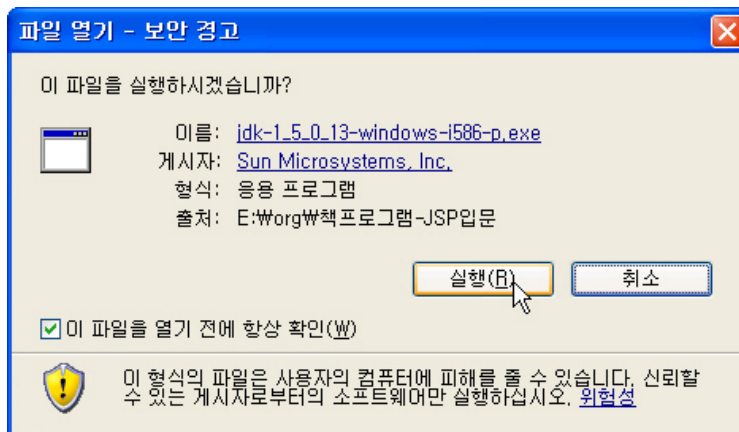 파일 열기 - 보안 경고
이 파일을 실행하시겠습니까?
이름: jdk-1_5_0_13-windows-i586-p.exe
게시자: Sun Microsystems, Inc.
형식: 응용 프로그램
출처: E:₩org₩책프로그램-JSP입문
실행(R) 취소
이 파일을 열기 전에 항상 확인(W)
이 형식의 파일은 사용자의 컴퓨터에 피해를 줄 수 있습니다. 신뢰할
수 있는 게시자로부터의 소프트웨어만 실행하십시오. 위험성